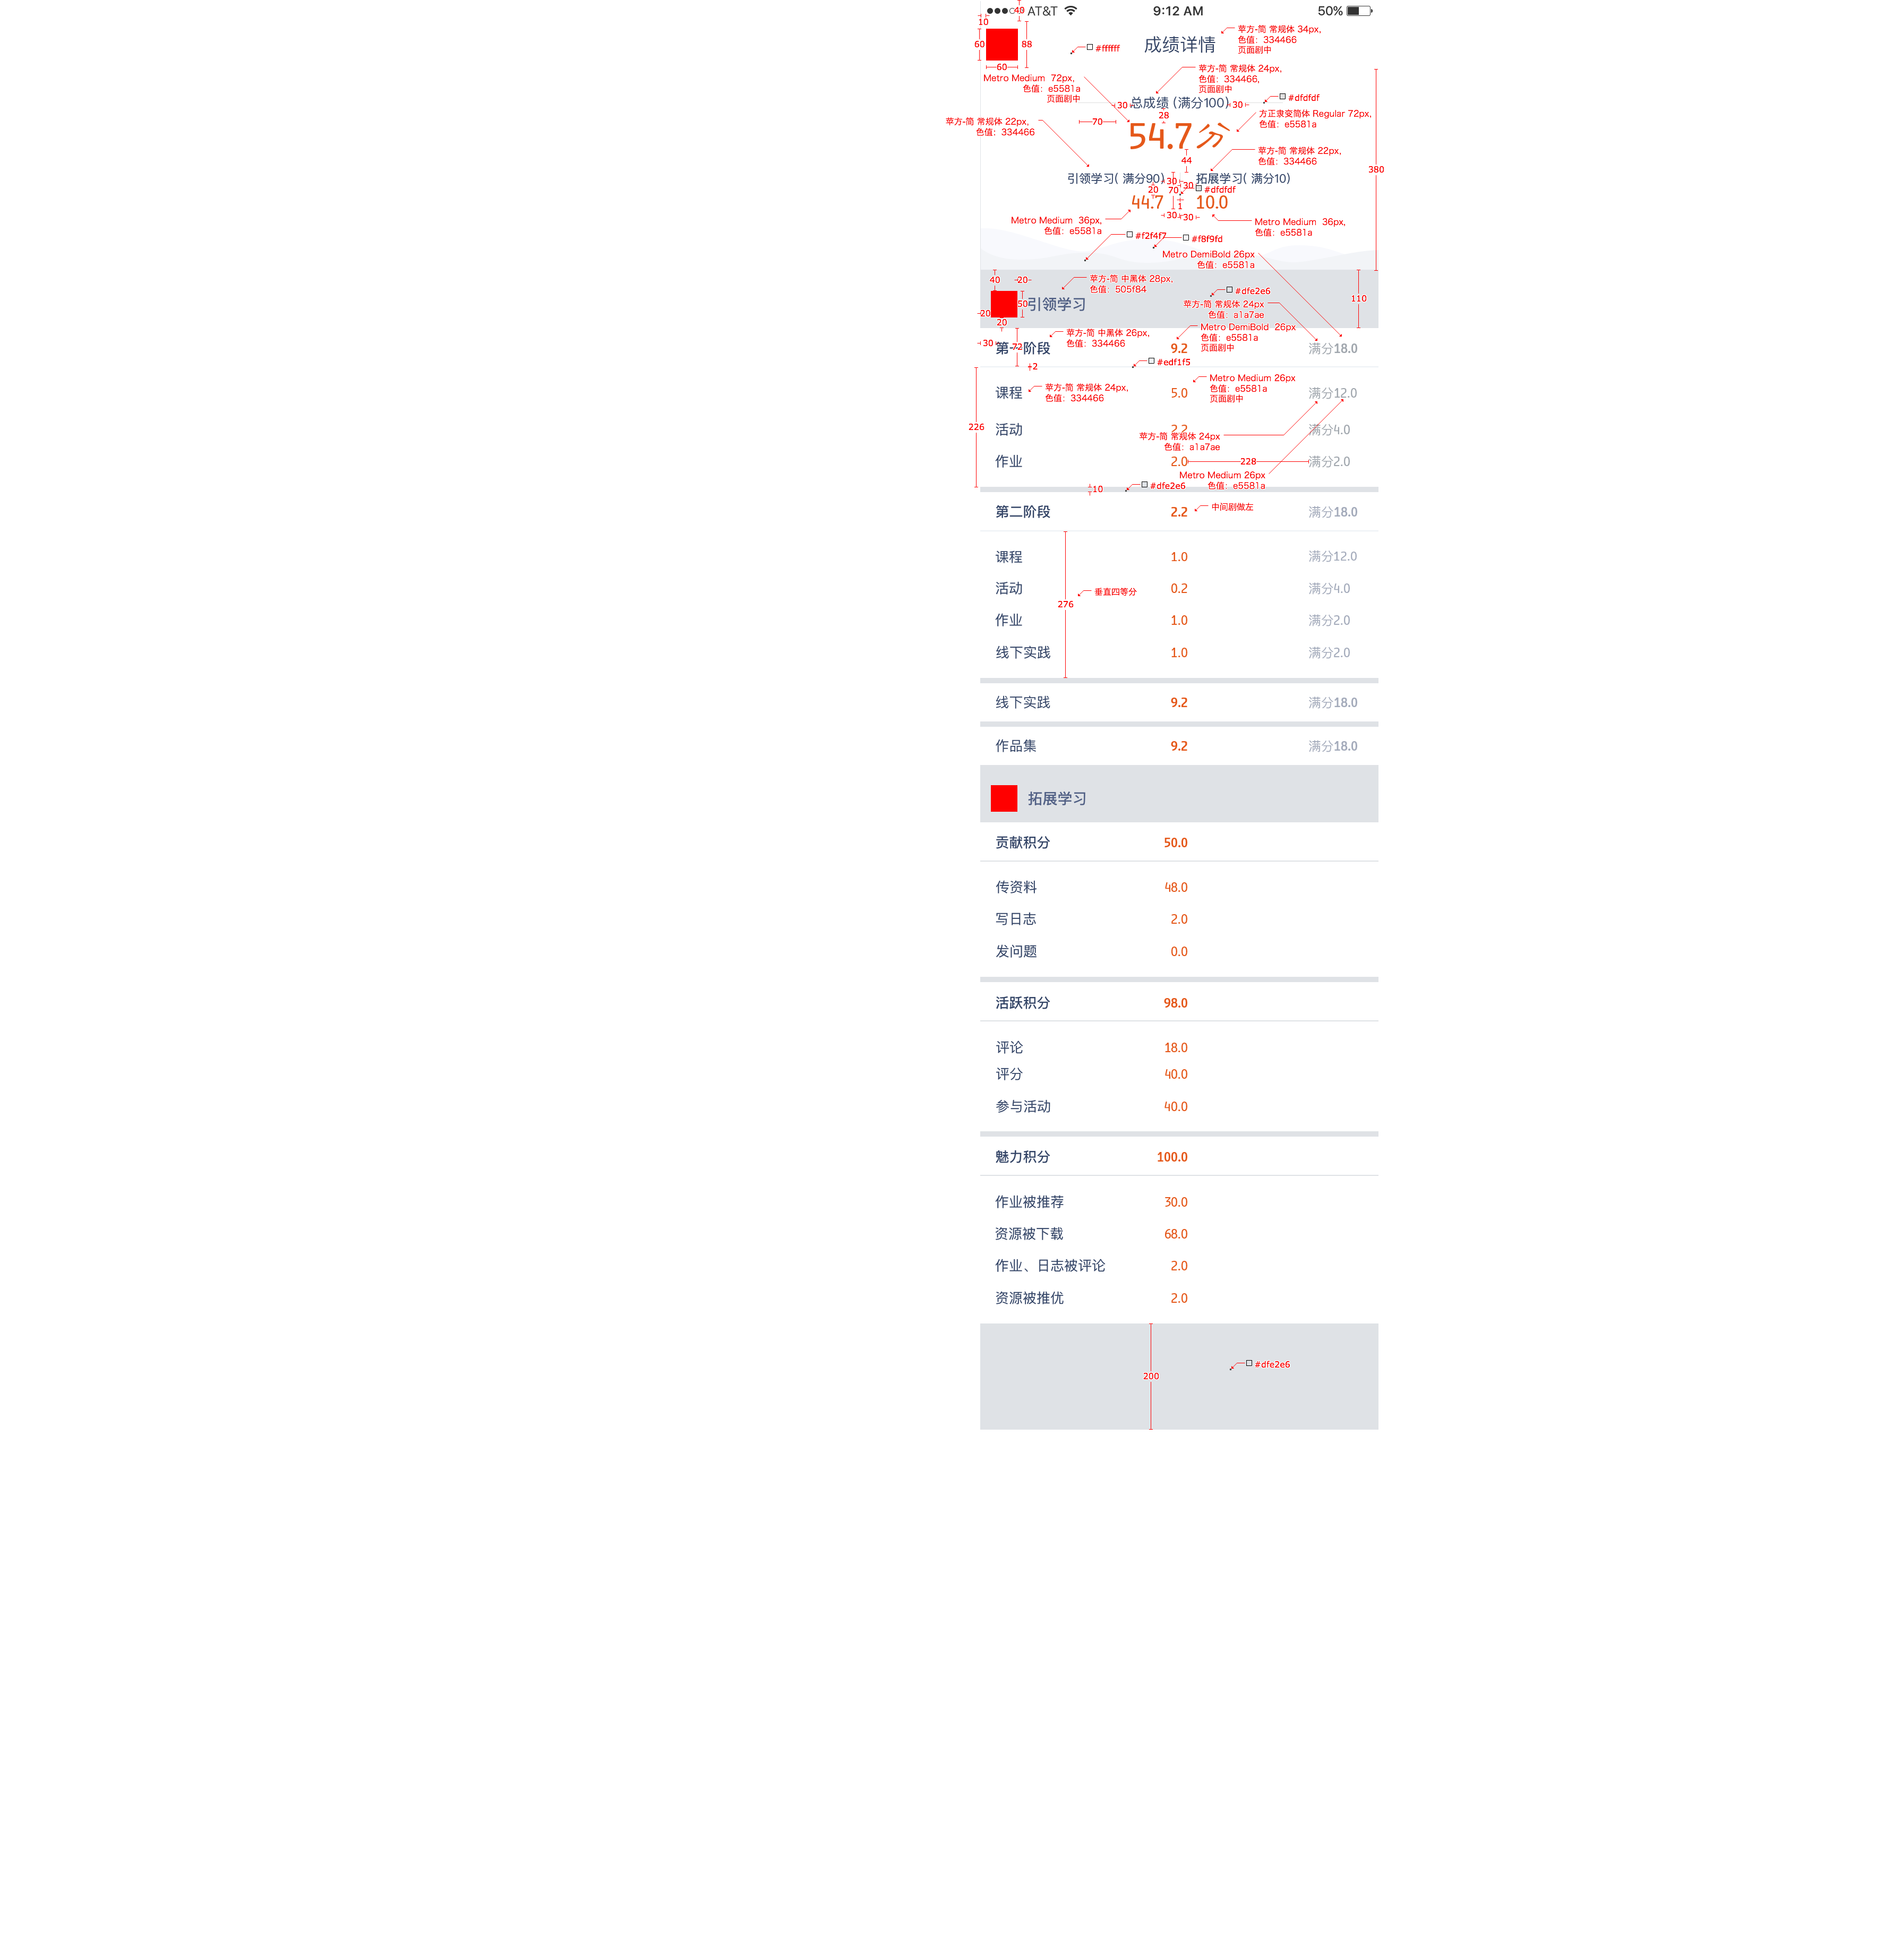 AT&T 9:12 AM 50%
40
10
60
88
60
成绩详情
#ffffff
苹方-简 常规体 34px,
色值：334466
页面剧中
Metro Medium 72px,
色值：e5581a
页面剧中
苹方-简 常规体 24px,
色值：334466,
页面剧中
30 总成绩 (满分100) 30
#dfdfdf
28
70
54.7分
方正隶变简体 Regular 72px,
色值：e5581a
苹方-简 常规体 22px,
色值：334466
44
苹方-简 常规体 22px,
色值：334466
380
引领学习( 满分90)
拓展学习( 满分10)
30
30
20
70
#dfdfdf
44.7
1
10.0
30
30
Metro Medium 36px,
色值：e5581a
Metro Medium 36px,
色值：e5581a
#f2f4f7
#f8f9fd
Metro DemiBold 26px
色值：e5581a
40
20
苹方-简 中黑体 28px,
色值：505f84
#dfe2e6
110
50
引领学习
苹方-简 常规体 24px
色值：a1a7ae
20
20
苹方-简 中黑体 26px,
色值：334466
Metro DemiBold 26px
色值：e5581a
页面剧中
30
72
第一阶段 9.2 满分18.0
#edf1f5
2
Metro Medium 26px
色值：e5581a
页面剧中
苹方-简 常规体 24px,
色值：334466
课程 5.0 满分12.0
226
活动 2.2 满分4.0
苹方-简 常规体 24px
色值：a1a7ae
作业 2.0 228 满分2.0
Metro Medium 26px
色值：e5581a
10
#dfe2e6
第二阶段 2.2 满分18.0
中间剧做左
课程 1.0 满分12.0
活动 0.2 满分4.0
垂直四等分
276
作业 1.0 满分2.0
线下实践 1.0 满分2.0
线下实践 9.2 满分18.0
作品集 9.2 满分18.0
拓展学习
贡献积分 50.0
传资料 48.0
写日志 2.0
发问题 0.0
活跃积分 98.0
评论 18.0
评分 40.0
参与活动 40.0
魅力积分 100.0
作业被推荐 30.0
资源被下载 68.0
作业、日志被评论 2.0
资源被推优 2.0
#dfe2e6
200